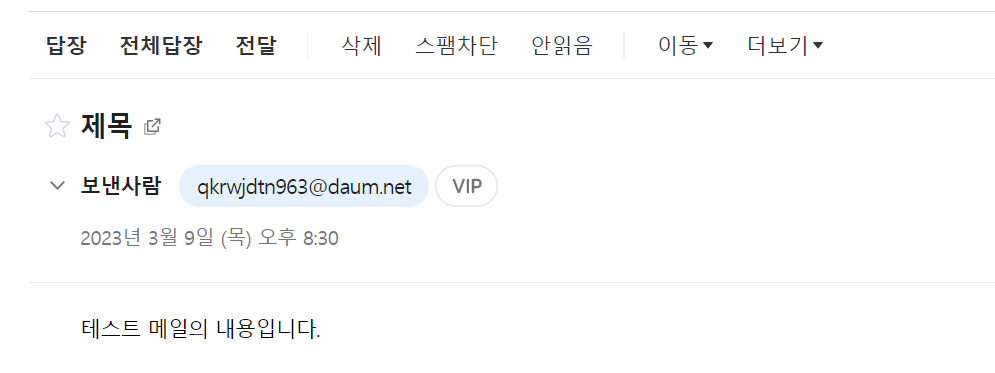 답장 전체답장 전달 삭제 스팸차단 안읽음 이동 더보기
제목
보낸사람 qkrwjdtn963@daum.net VIP
2023년 3월 9일 (목) 오후 8:30
테스트 메일의 내용입니다.